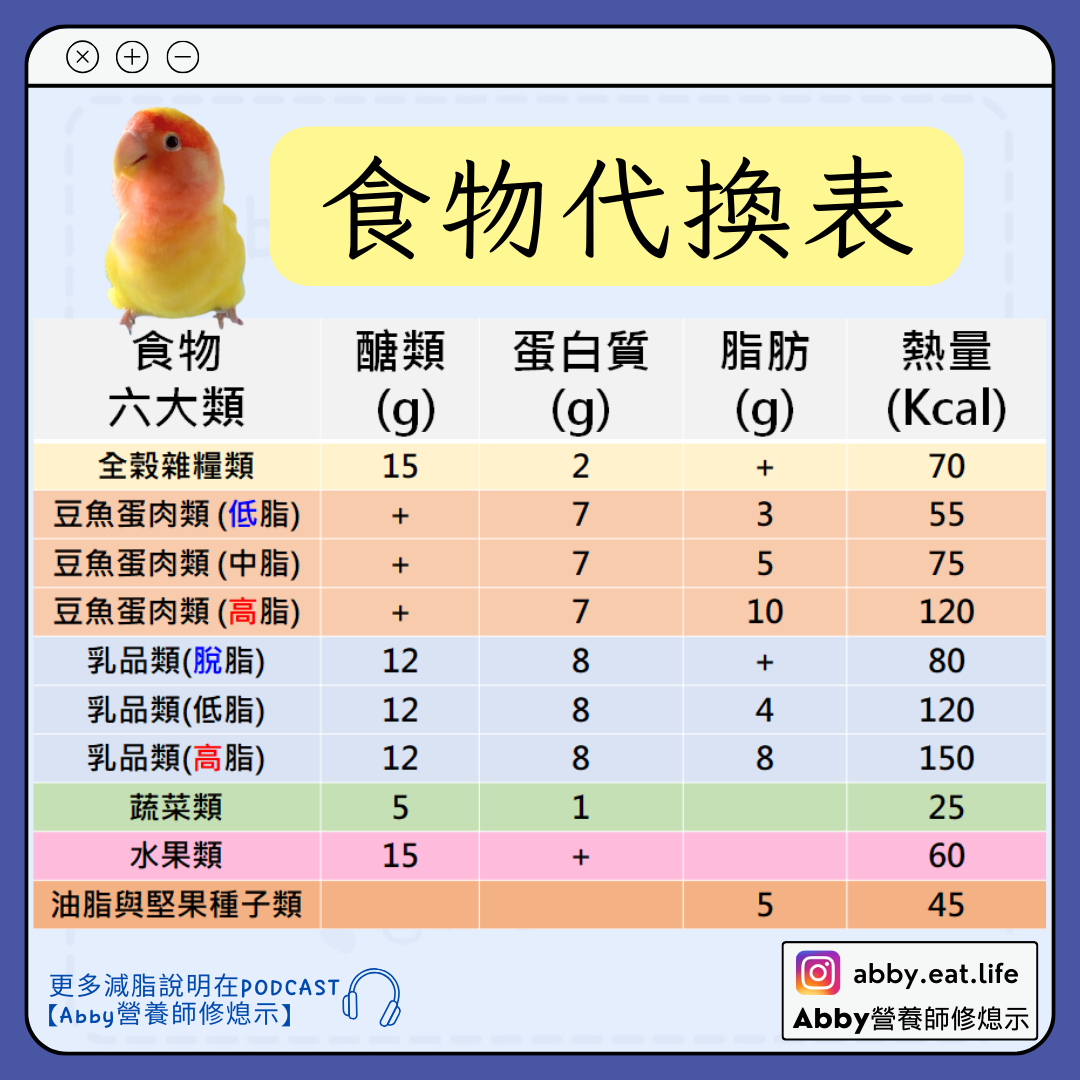 食物代換表
食物 醣類 蛋白質 脂肪 熱量
六大類 (g) (g) (g) (Kcal)
全穀雜糧類 15 2 + 70
豆魚蛋肉類 (低脂) + 7 3 55
豆魚蛋肉類 (中脂) + 7 5 75
豆魚蛋肉類 (高脂) + 7 10 120
乳品類(脫脂) 12 8 + 80
乳品類(低脂) 12 8 4 120
乳品類(高脂) 12 8 8 150
蔬菜類 5 1 25
水果類 15 + 60
油脂與堅果種子類 5 45
更多減脂說明在PODCAST
【Abby營養師修熄示】
abby.eat.life
Abby營養師修熄示